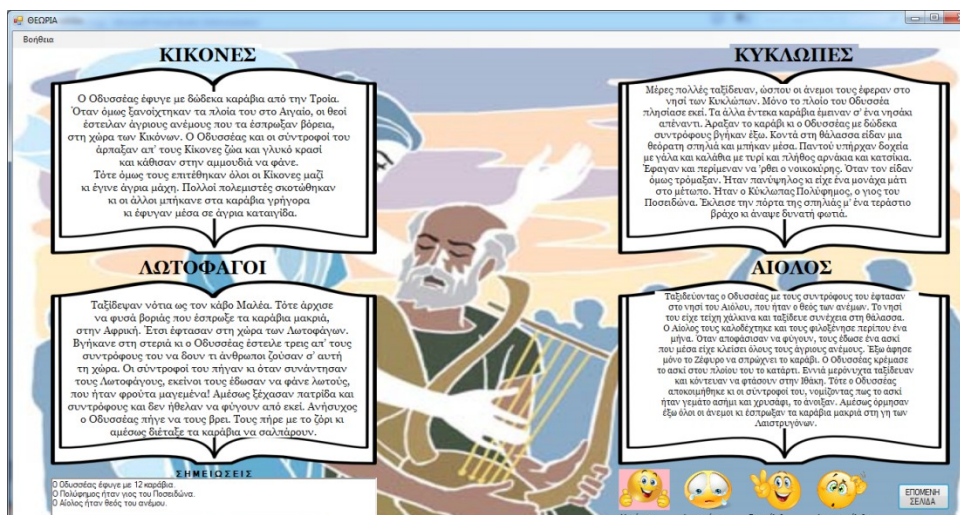 ΘΕΩΡΙΑ
Βοήθεια
ΚΙΚΟΝΕΣ
Ο Οδυσσέας έφυγε με δώδεκα καράβια από την Τροία.
Όταν όμως ξανοίχτηκαν τα πλοία του στο Αιγαίο, οι θεοί
έστειλαν άγριους ανέμους που τα έσπρωξαν βόρεια,
στη χώρα των Κικόνων. Ο Οδυσσέας και οι σύντροφοί του
άρπαξαν απ' τους Κίκονες ζώα και γλυκό κρασί
και κάθισαν στην αμμουδιά να φάνε.
Τότε όμως τους επιτέθηκαν όλοι οι Κίκονες μαζί
κι έγινε άγρια μάχη. Πολλοί πολεμιστές σκοτώθηκαν
κι οι άλλοι μπήκανε στα καράβια γρήγορα
κι έφυγαν μέσα σε άγρια καταιγίδα.
ΚΥΚΛΩΠΕΣ
Μέρες πολλές ταξίδευαν, ώσπου οι άνεμοι τους έφεραν στο
νησί των Κυκλώπων. Μόνο το πλοίο του Οδυσσέα
πλησίασε εκεί. Τα άλλα έντεκα καράβια έμειναν σ' ένα νησάκι
απέναντι. Άραξαν το καράβι κι ο Οδυσσέας με δώδεκα
συντρόφους βγήκαν έξω. Κοντά στη θάλασσα είδαν μια
θεόρατη σπηλιά και μπήκαν μέσα. Παντού υπήρχαν δοχεία
με γάλα και καλάθια με τυρί και πλήθος αρνάκια και κατσίκια.
Έφαγαν και περίμεναν να 'ρθει ο νοικοκύρης. Όταν τον είδαν
όμως τρόμαξαν. Ήταν πανύψηλος κι είχε ένα μονάχα μάτι
στο μέτωπο. Ήταν ο Κύκλωπας Πολύφημος, ο γιος του
Ποσειδώνα. Έκλεισε την πόρτα της σπηλιάς μ' ένα τεράστιο
βράχο κι άναψε δυνατή φωτιά.
ΛΩΤΟΦΑΓΟΙ
Ταξίδεψαν νότια ως τον κάβο Μαλέα. Τότε άρχισε
να φυσά βοριάς που έσπρωξε τα καράβια μακριά,
στην Αφρική. Έτσι έφτασαν στη χώρα των Λωτοφάγων.
Βγήκανε στη στεριά κι ο Οδυσσέας έστειλε τρεις απ' τους
συντρόφους του να δουν τι άνθρωποι ζούσαν σ' αυτή
τη χώρα. Οι σύντροφοί του πήγαν κι όταν συνάντησαν
τους Λωτοφάγους, εκείνοι τους έδωσαν να φάνε λωτούς,
που ήταν φρούτα μαγεμένα! Αμέσως ξέχασαν πατρίδα και
συντρόφους και δεν ήθελαν να φύγουν από εκεί. Ανήσυχος
ο Οδυσσέας πήγε να τους βρει. Τους πήρε με το ζόρι κι
αμέσως διέταξε τα καράβια να σαλπάρουν.
ΑΙΟΛΟΣ
Ταξιδεύοντας ο Οδυσσέας με τους συντρόφους του έφτασαν
στο νησί του Αιόλου, που ήταν ο θεός των ανέμων. Το νησί
του είχε τείχη χάλκινα και ταξίδευε συνέχεια στη θάλασσα.
Ο Αίολος τους καλοδέχτηκε και τους φιλοξένησε περίπου ένα
μήνα. Όταν αποφάσισαν να φύγουν, τους έδωσε ένα ασκί
που μέσα είχε κλείσει όλους τους άγριους ανέμους. Έξω άφησε
μόνο το Ζέφυρο να σπρώχνει το καράβι. Ο Οδυσσέας κρέμασε
το ασκί στου πλοίου του το κατάρτι. Εννιά μερόνυχτα ταξίδευαν
και κόντευαν να φτάσουν στην Ιθάκη. Τότε ο Οδυσσέας
αποκοιμήθηκε κι οι σύντροφοί του, νομίζοντας πως το ασκί
ήταν γεμάτο ασήμι και χρυσάφι, το άνοιξαν. Αμέσως όρμησαν
έξω όλοι οι άνεμοι κι έσπρωξαν τα καράβια μακριά στη γη των
Λαιστρυγόνων.
ΣΗΜΕΙΩΣΕΙΣ
Ο Οδυσσέας έφυγε με 12 καράβια.
Ο Πολύφημος ήταν γιος του Ποσειδώνα.
Ο Αίολος ήταν θεός του ανέμου.
ΕΠΟΜΕΝΗ
ΣΕΛΙΔΑ